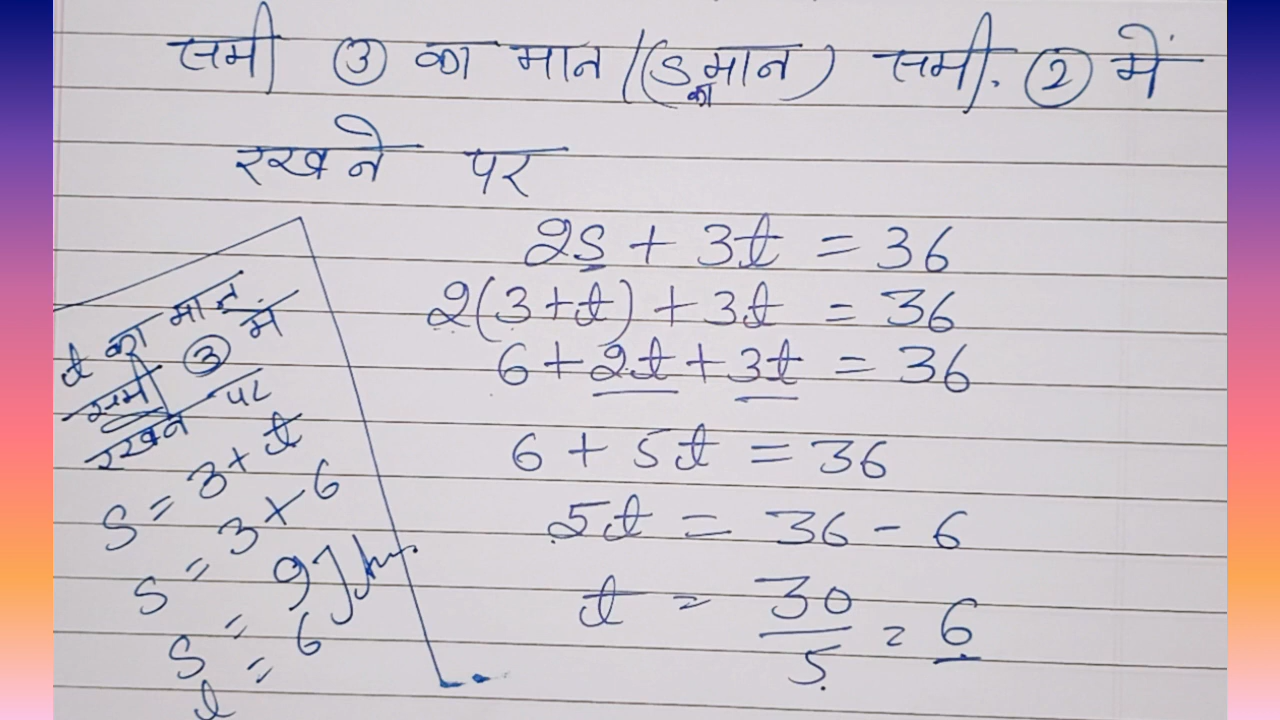 समी ③ का मान / (S का मान) समी. ② में
रखने पर
2s + 3t = 36
2(3+t) + 3t = 36
6 + 2t + 3t = 36
6 + 5t = 36
5t = 36 - 6
t = 30/5 = 6
t का मान
समी ③ में
रखने पर
S = 3 + t
S = 3 + 6
S = 9
t = 6